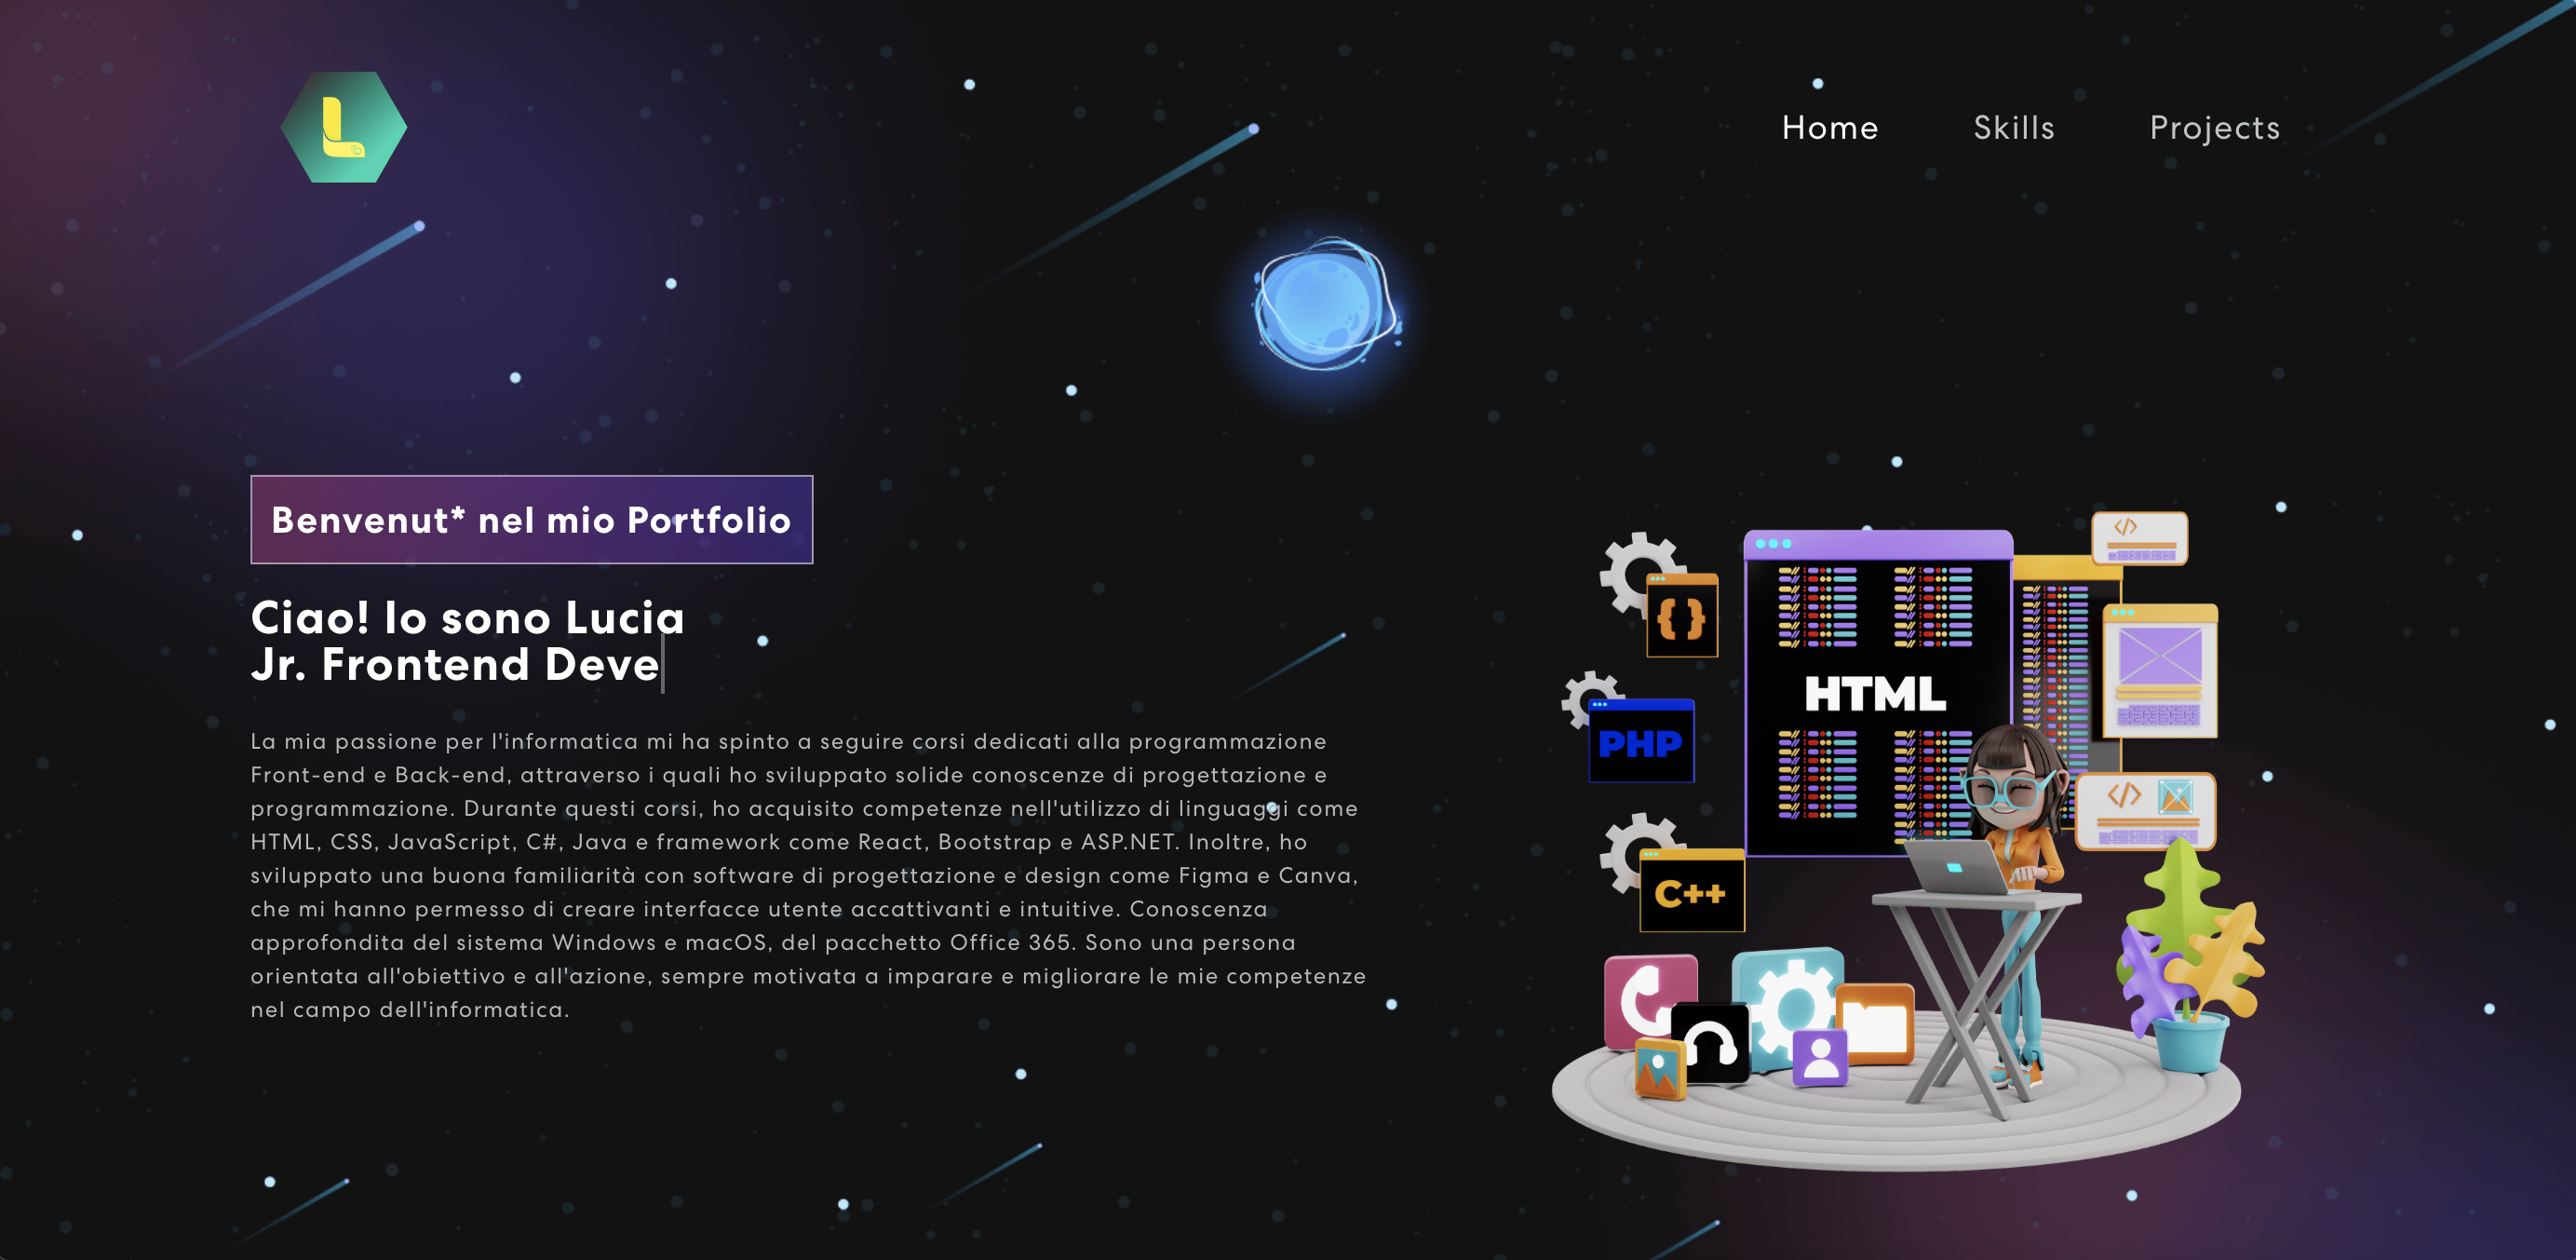 L
Home
Skills
Projects
Benvenut* nel mio Portfolio
Ciao! Io sono Lucia
Jr. Frontend Deve
La mia passione per l'informatica mi ha spinto a seguire corsi dedicati alla programmazione
Front-end e Back-end, attraverso i quali ho sviluppato solide conoscenze di progettazione e
programmazione. Durante questi corsi, ho acquisito competenze nell'utilizzo di linguaggi come
HTML, CSS, JavaScript, C#, Java e framework come React, Bootstrap e ASP.NET. Inoltre, ho
sviluppato una buona familiarità con software di progettazione e design come Figma e Canva,
che mi hanno permesso di creare interfacce utente accattivanti e intuitive. Conoscenza
approfondita del sistema Windows e macOS, del pacchetto Office 365. Sono una persona
orientata all'obiettivo e all'azione, sempre motivata a imparare e migliorare le mie competenze
nel campo dell'informatica.
</>
{ }
HTML
PHP
</>
C++